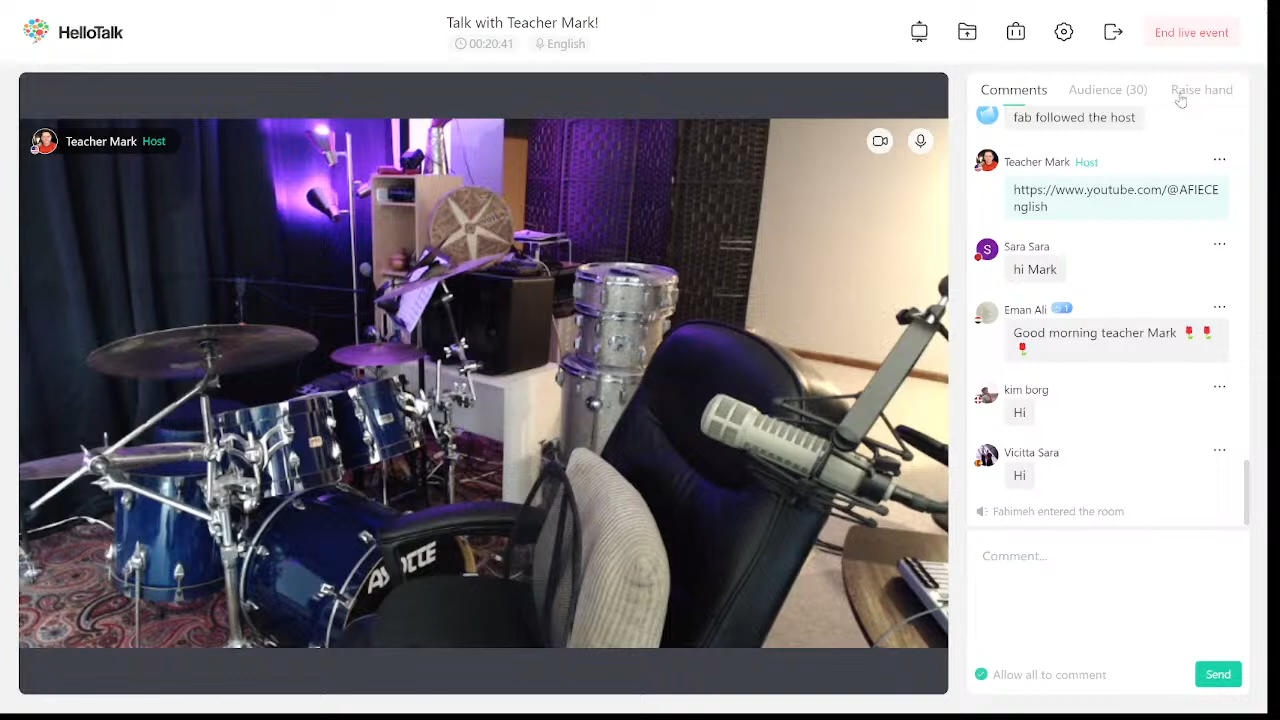 HelloTalk
Talk with Teacher Mark!
00:20:41
English
End live event
Teacher Mark Host
AYOTTE
Comments
Audience (30)
Raise hand
fab followed the host
Teacher Mark Host
https://www.youtube.com/@AFIECE
nglish
Sara Sara
S
hi Mark
Eman Ali 1
Good morning teacher Mark 🌹 🌹
🌹
kim borg
Hi
Vicitta Sara
Hi
Fahimeh entered the room
Comment...
Allow all to comment
Send